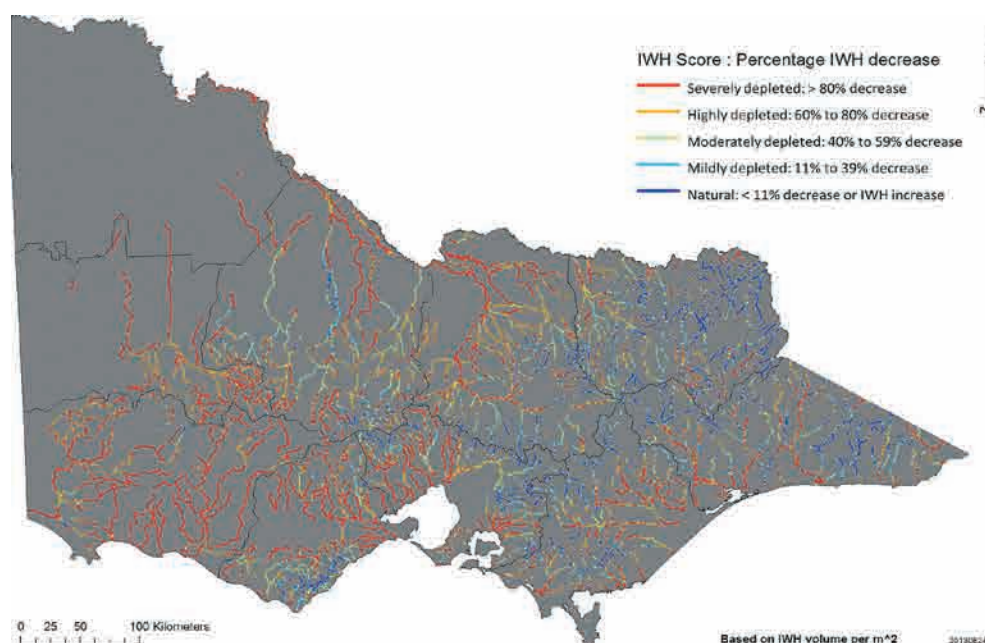 IWH Score : Percentage IWH decrease
Severely depleted: > 80% decrease
Highly depleted: 60% to 80% decrease
Moderately depleted: 40% to 59% decrease
Mildly depleted: 11% to 39% decrease
Natural: < 11% decrease or IWH increase
0 25 50 100 Kilometers
Based on IWH volume per m^2